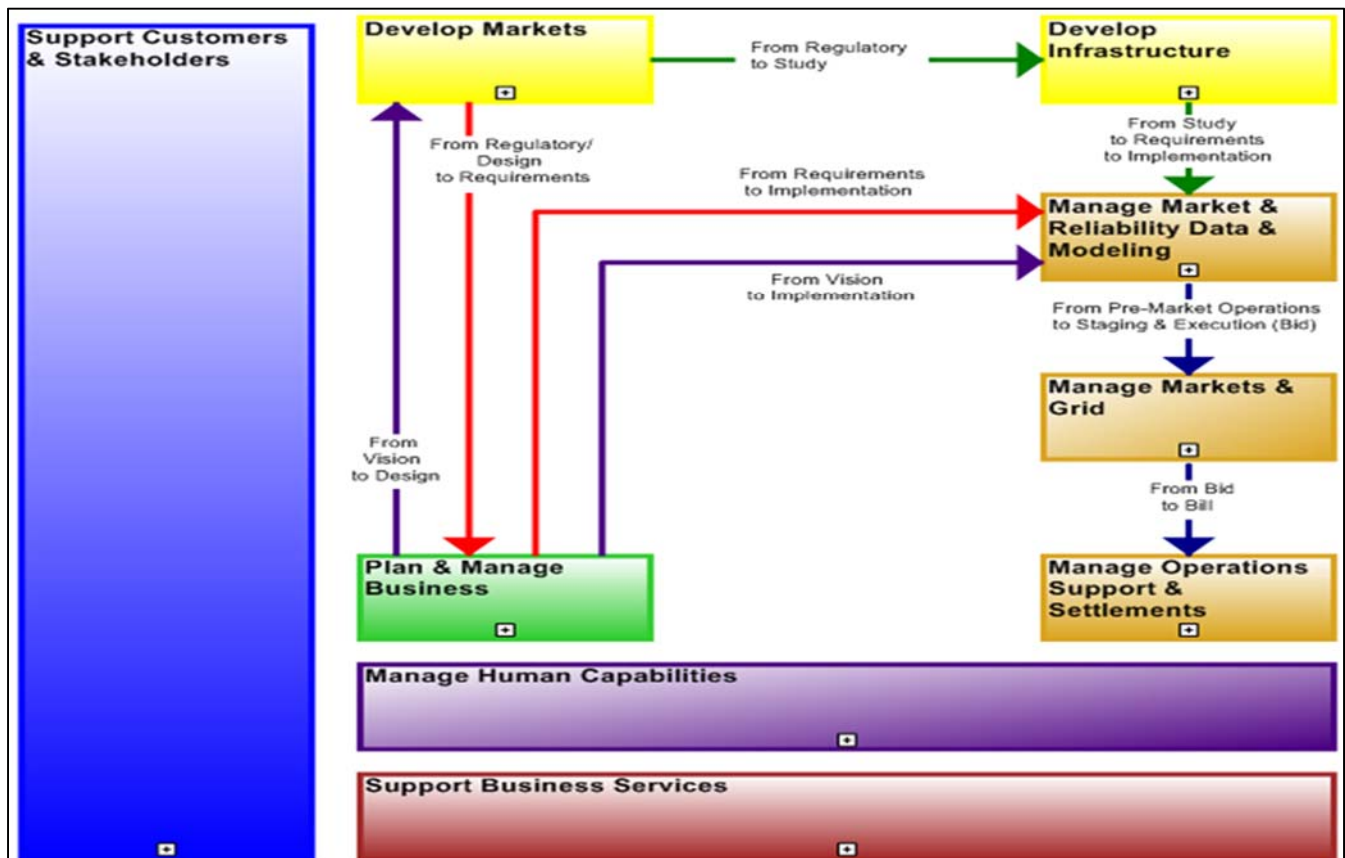 Support Customers
& Stakeholders
Develop Markets
From Regulatory
to Study
Develop
Infrastructure
From Regulatory/
Design
to Requirements
From Study
to Requirements
to Implementation
From Requirements
to Implementation
Manage Market &
Reliability Data &
Modeling
From Vision
to Implementation
From Pre-Market Operations
to Staging & Execution (Bid)
Manage Markets &
Grid
From
Vision
to Design
From Bid
to Bill
Plan & Manage
Business
Manage Operations
Support &
Settlements
Manage Human Capabilities
Support Business Services